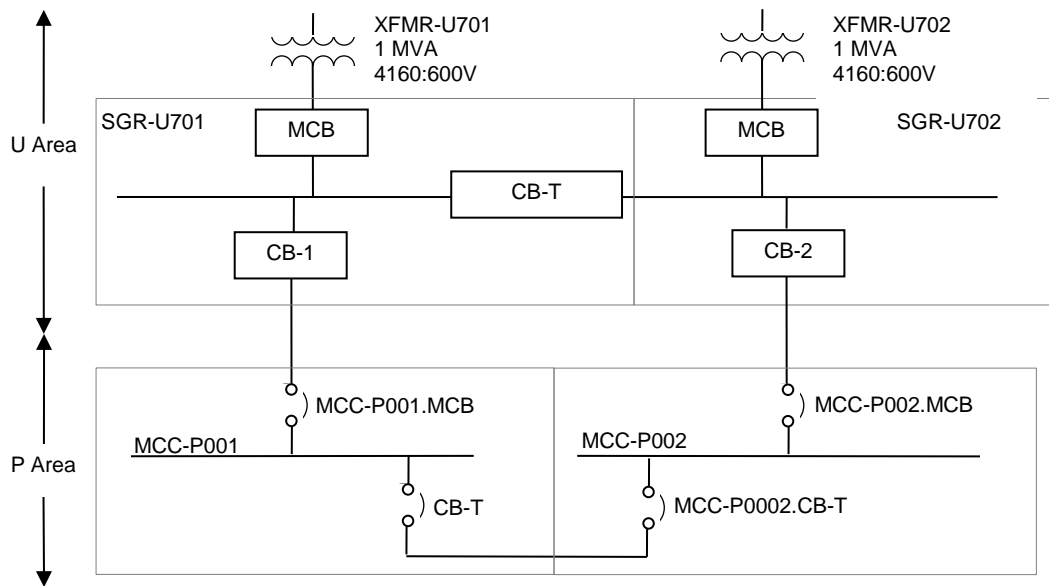 XFMR-U701
1 MVA
4160:600V
XFMR-U702
1 MVA
4160:600V
SGR-U701
MCB
MCB
SGR-U702
U Area
CB-T
CB-1
CB-2
MCC-P001.MCB
MCC-P002.MCB
MCC-P001
MCC-P002
P Area
CB-T
MCC-P0002.CB-T